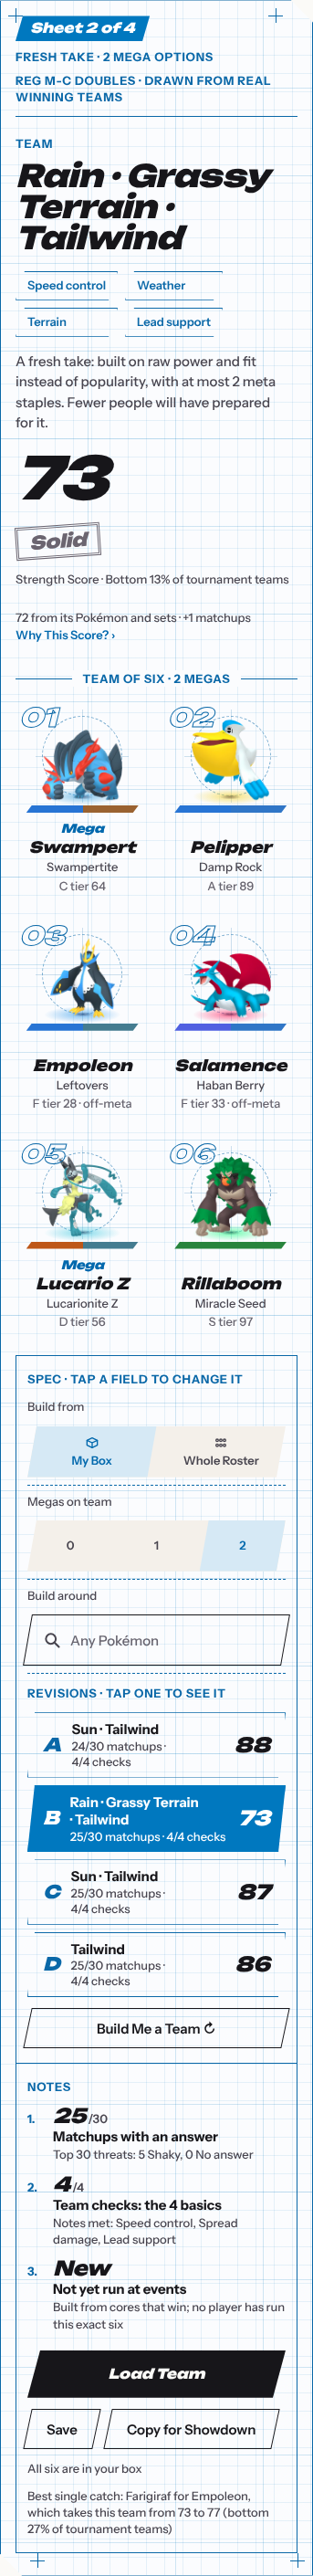 Sheet 2 of 4
FRESH TAKE · 2 MEGA OPTIONS
REG M-C DOUBLES · DRAWN FROM REAL
WINNING TEAMS
TEAM
Rain · Grassy
Terrain ·
Tailwind
Speed control
Weather
Terrain
Lead support
A fresh take: built on raw power and fit
instead of popularity, with at most 2 meta
staples. Fewer people will have prepared
for it.
73
Solid
Strength Score · Bottom 13% of tournament teams
72 from its Pokémon and sets · +1 matchups
Why This Score? ›
TEAM OF SIX · 2 MEGAS
01
Mega
Swampert
Swampertite
C tier 64
02
Pelipper
Damp Rock
A tier 89
03
Empoleon
Leftovers
F tier 28 · off-meta
04
Salamence
Haban Berry
F tier 33 · off-meta
05
Mega
Lucario Z
Lucarionite Z
D tier 56
06
Rillaboom
Miracle Seed
S tier 97
SPEC · TAP A FIELD TO CHANGE IT
Build from
My Box
Whole Roster
Megas on team
0
1
2
Build around
Any Pokémon
REVISIONS · TAP ONE TO SEE IT
A
Sun · Tailwind
24/30 matchups ·
4/4 checks
88
B
Rain · Grassy Terrain
· Tailwind
25/30 matchups · 4/4 checks
73
C
Sun · Tailwind
25/30 matchups ·
4/4 checks
87
D
Tailwind
25/30 matchups ·
4/4 checks
86
Build Me a Team ↻
NOTES
1.
25/30
Matchups with an answer
Top 30 threats: 5 Shaky, 0 No answer
2.
4/4
Team checks: the 4 basics
Notes met: Speed control, Spread
damage, Lead support
3.
New
Not yet run at events
Built from cores that win; no player has run
this exact six
Load Team
Save
Copy for Showdown
All six are in your box
Best single catch: Farigiraf for Empoleon,
which takes this team from 73 to 77 (bottom
27% of tournament teams)